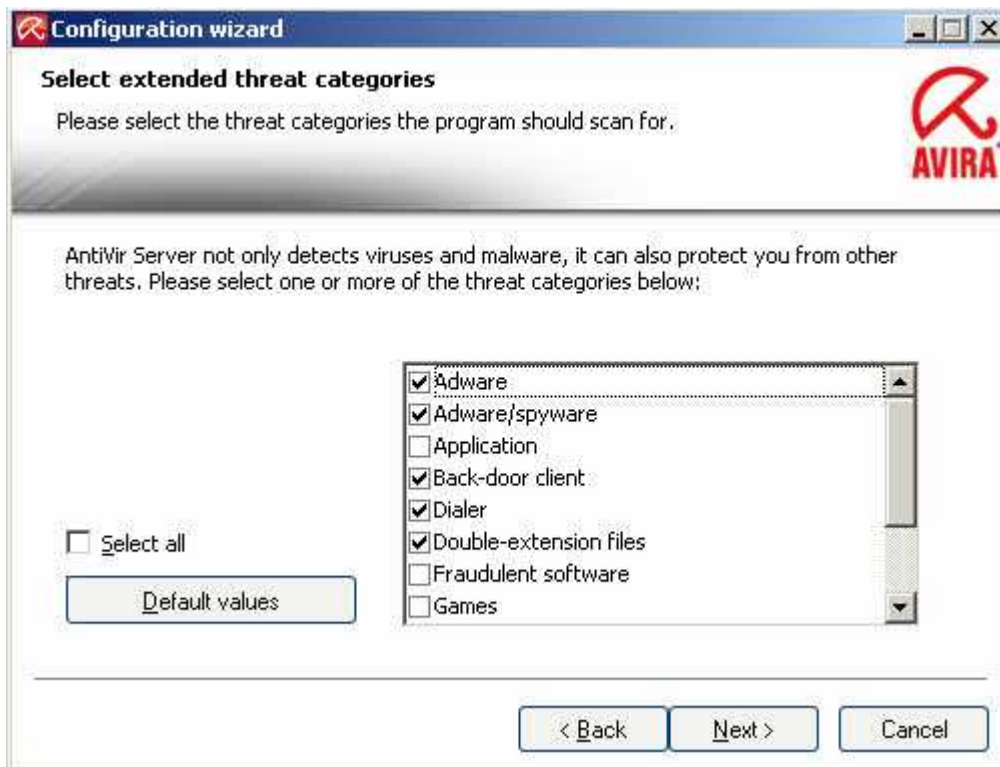 Configuration wizard
Select extended threat categories
Please select the threat categories the program should scan for.
AVIRA
AntiVir Server not only detects viruses and malware, it can also protect you from other
threats. Please select one or more of the threat categories below:
Adware
Adware/spyware
Application
Back-door client
Dialer
Double-extension files
Fraudulent software
Games
Select all
Default values
< Back
Next >
Cancel